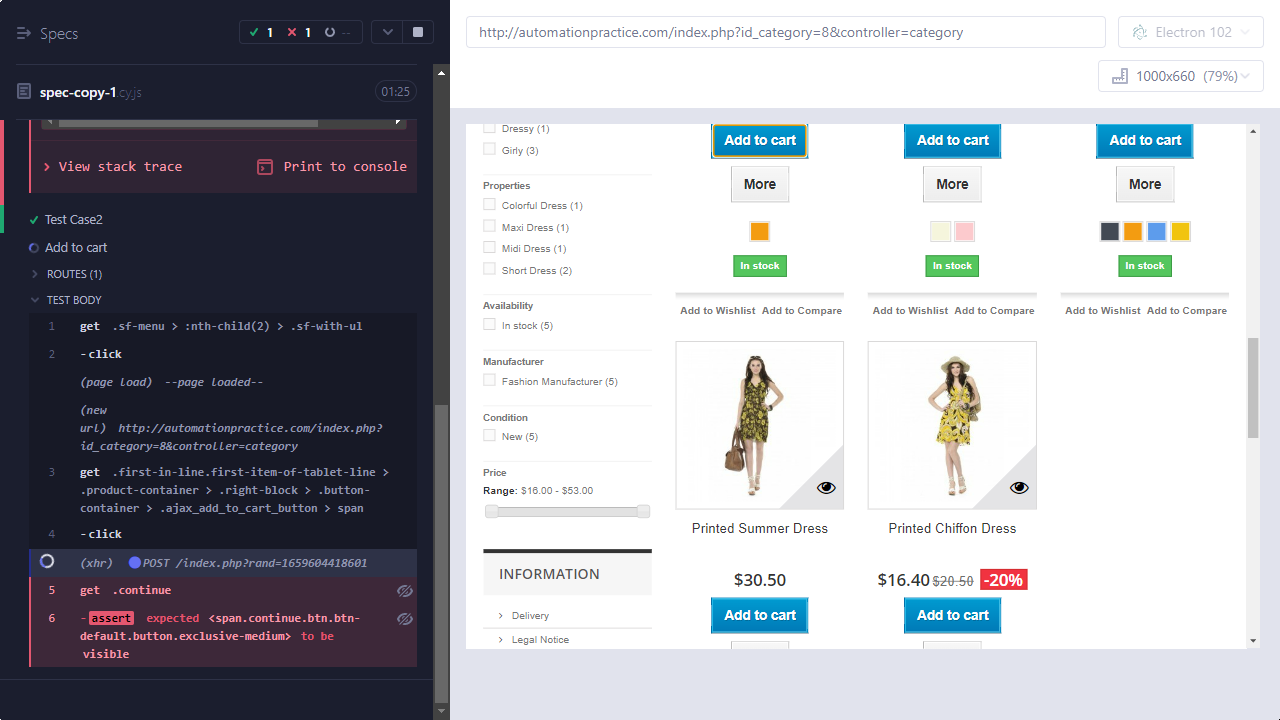 Specs
1
1
--
spec-copy-1.cy.js
01:25
View stack trace
Print to console
Test Case2
Add to cart
ROUTES (1)
TEST BODY
1 get .sf-menu > :nth-child(2) > .sf-with-ul
2 -click
(page load) --page loaded--
(new
url) http://automationpractice.com/index.php?
id_category=8&controller=category
3 get .first-in-line.first-item-of-tablet-line >
.product-container > .right-block > .button-
container > .ajax_add_to_cart_button > span
4 -click
(xhr) POST /index.php?rand=1659604418601
5 get .continue
6 -assert expected <span.continue.btn.btn-
default.button.exclusive-medium> to be
visible
http://automationpractice.com/index.php?id_category=8&controller=category
Electron 102
1000x660 (79%)
Dressy (1)
Girly (3)
Properties
Colorful Dress (1)
Maxi Dress (1)
Midi Dress (1)
Short Dress (2)
Availability
In stock (5)
Manufacturer
Fashion Manufacturer (5)
Condition
New (5)
Price
Range: $16.00 - $53.00
INFORMATION
Delivery
Legal Notice
Add to cart Add to cart Add to cart
More More More
In stock In stock In stock
Add to Wishlist Add to Compare Add to Wishlist Add to Compare Add to Wishlist Add to Compare
Printed Summer Dress Printed Chiffon Dress
$30.50 $16.40 $20.50 -20%
Add to cart Add to cart